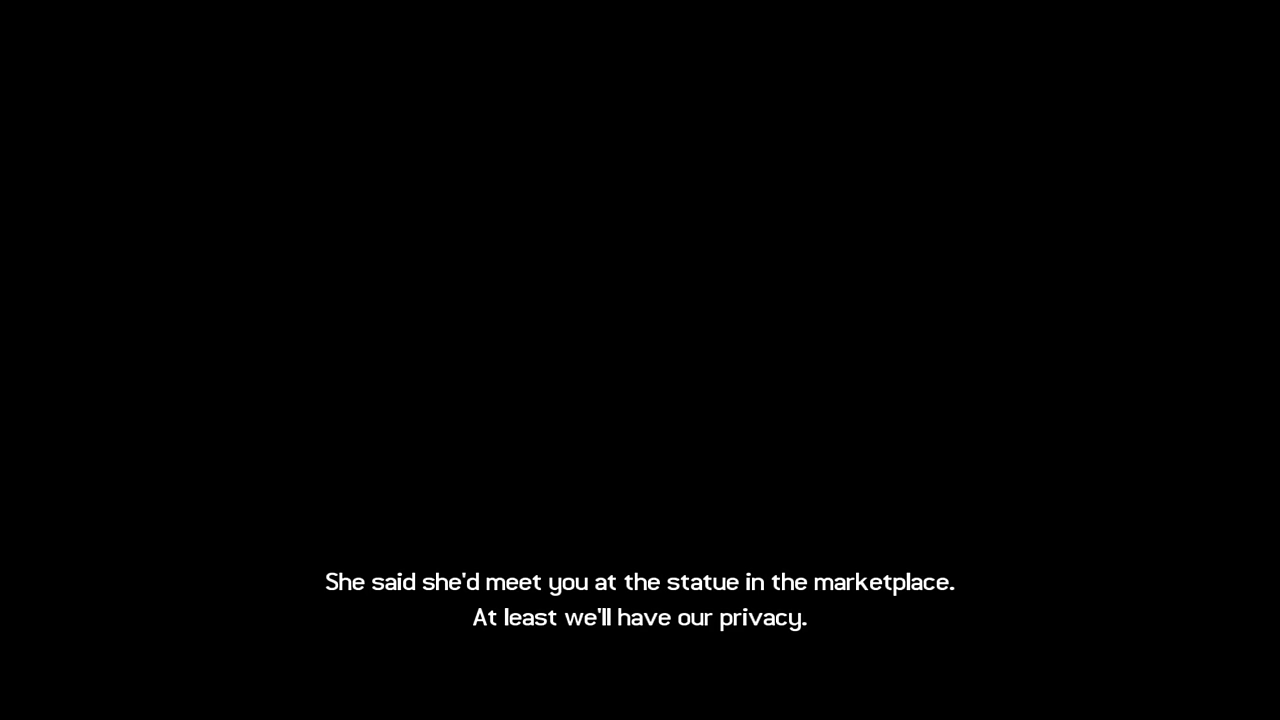 She said she'd meet you at the statue in the marketplace.
At least we'll have our privacy.